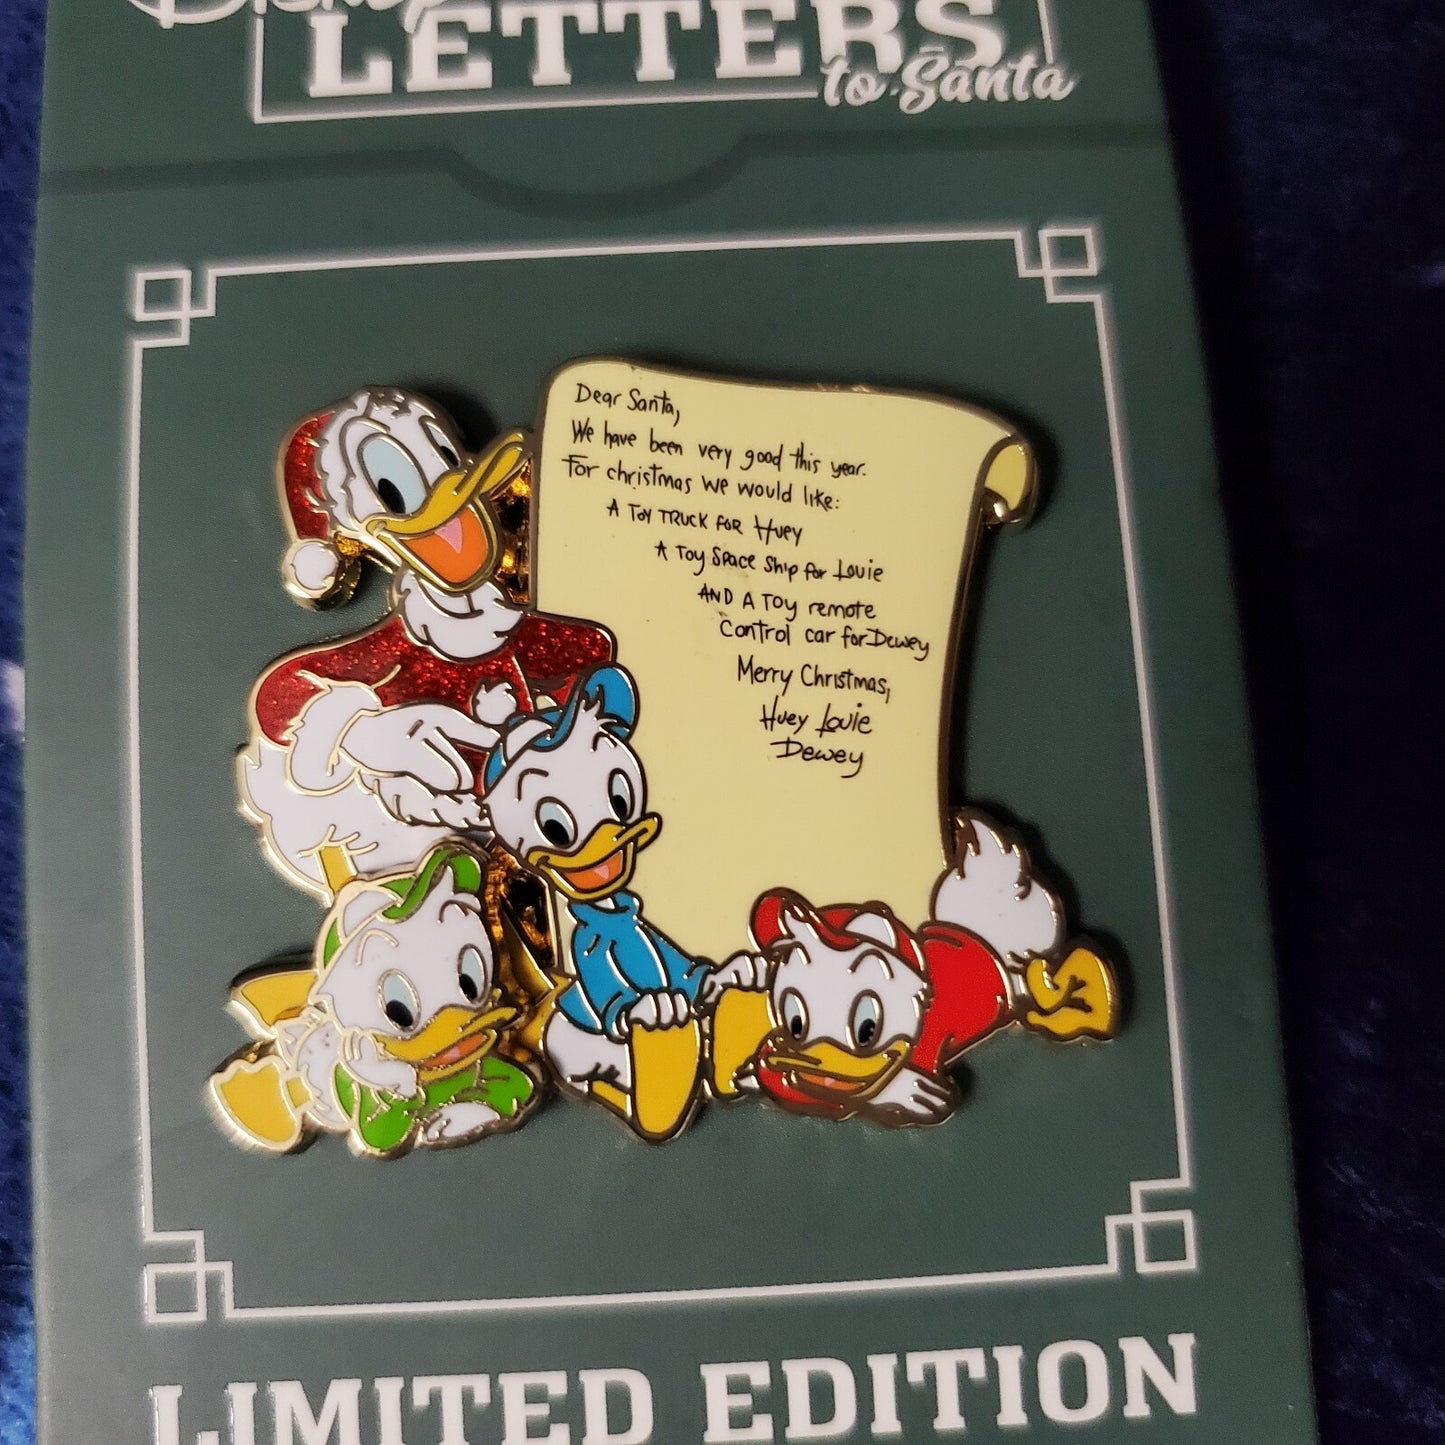 Disney
LETTERS
to Santa
Dear Santa,
We have been very good this year.
For christmas we would like:
A Toy TRUCK FOR Huey
A Toy Space Ship for Louie
AND A TOy remote
Control car for Dewey
Merry Christmas,
Huey Louie
Dewey
LIMITED EDITION